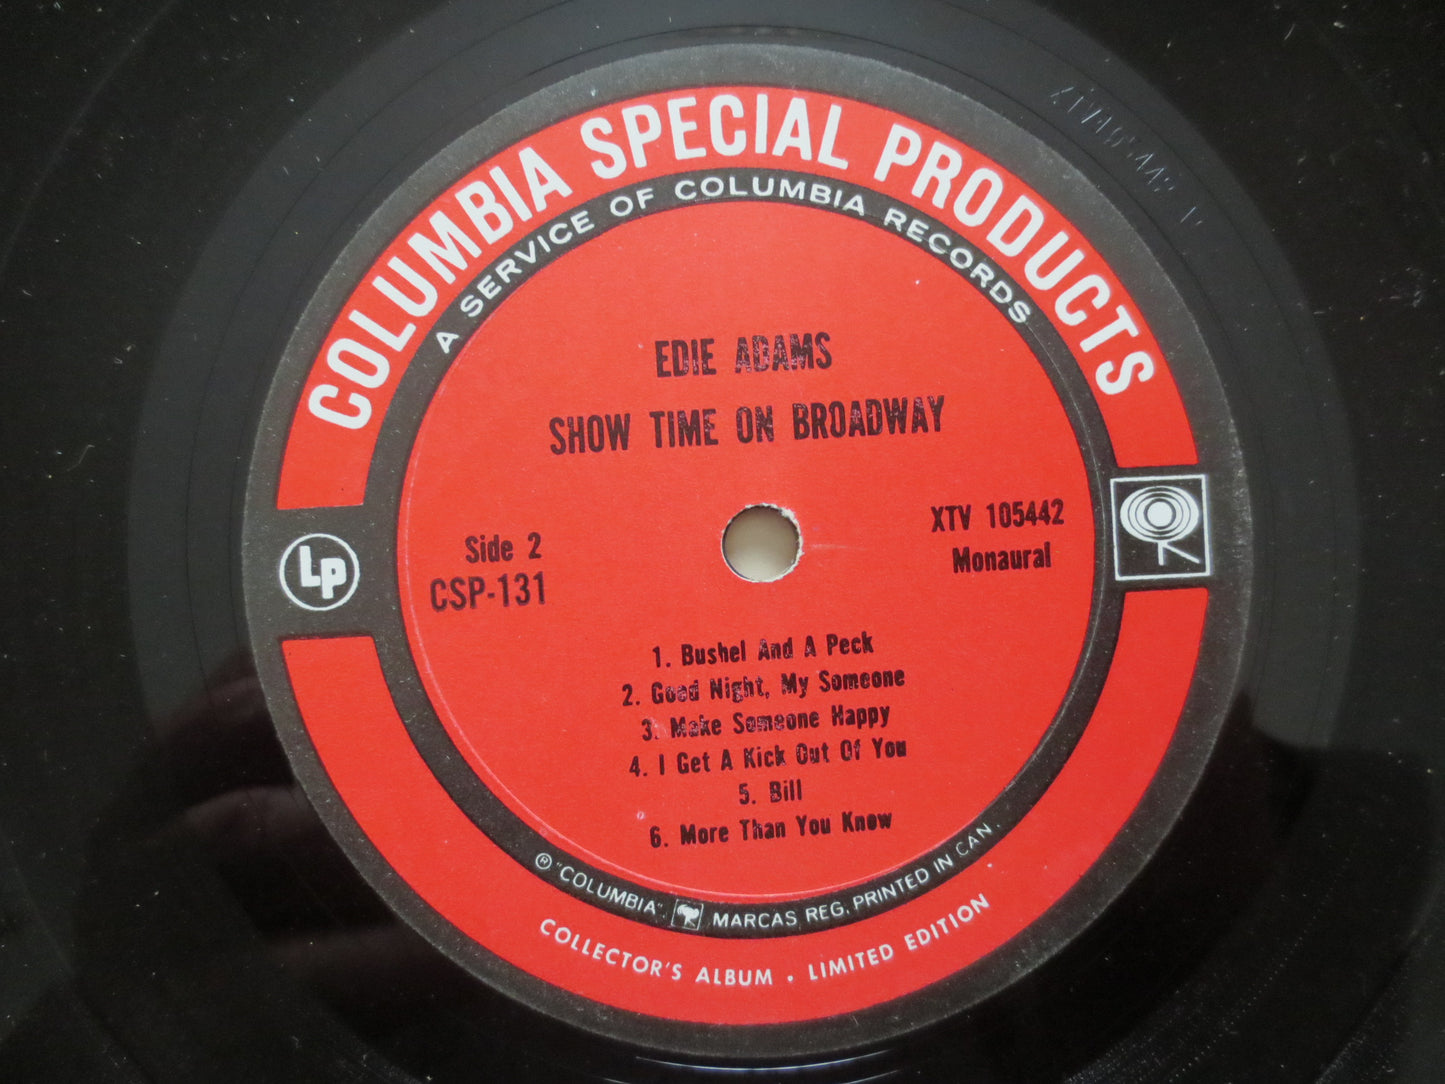 COLUMBIA SPECIAL PRODUCTS
A SERVICE OF COLUMBIA RECORDS
EDIE ADAMS
SHOW TIME ON BROADWAY
Side 2
CSP-131
XTV 105442
Monaural
LP
1. Bushel And A Peck
2. Good Night, My Someone
3. Make Someone Happy
4. I Get A Kick Out Of You
5. Bill
6. More Than You Know
® "COLUMBIA" MARCAS REG. PRINTED IN CAN.
COLLECTOR'S ALBUM • LIMITED EDITION